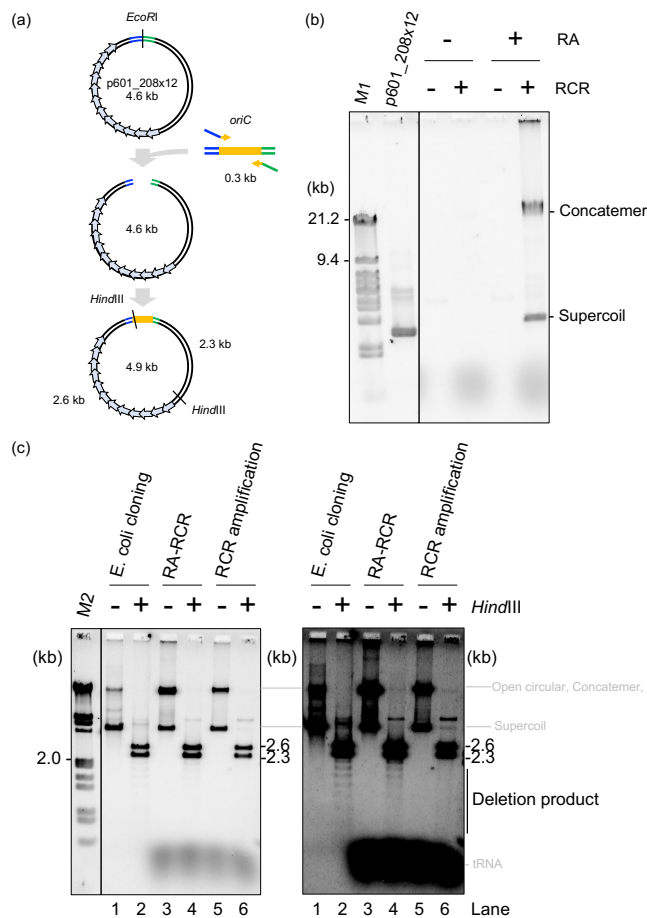 (a)
EcoRI
p601_208x12
4.6 kb
oriC
0.3 kb
4.6 kb
HindIII
2.3 kb
4.9 kb
2.6 kb
HindIII
(b)
M1
p601_208x12
- + RA
- + - + RCR
(kb)
21.2
9.4
Concatemer
Supercoil
(c)
M2
E. coli cloning
RA-RCR
RCR amplification
E. coli cloning
RA-RCR
RCR amplification
- + - + - + - + - + - + HindIII
(kb) (kb) (kb)
Open circular, Concatemer,
Supercoil
2.0
2.6
2.3
2.6
2.3
Deletion product
tRNA
1 2 3 4 5 6 1 2 3 4 5 6 Lane